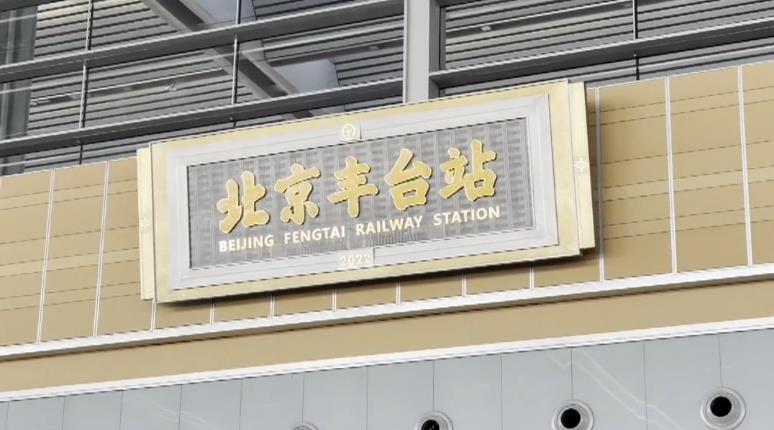 北京丰台站
BEIJING FENGTAI RAILWAY STATION
2022